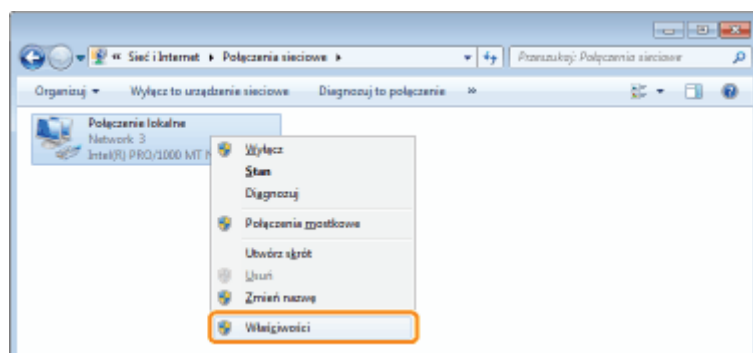 « Sieć i Internet ▸ Połączenia sieciowe ▸ Przeszukaj: Połączenia sieciowe
Organizuj Wyłącz to urządzenie sieciowe Diagnozuj to połączenie »
Połączenie lokalne
Network 3
Intel(R) PRO/1000 MT N
Wyłącz
Stan
Diagnozuj
Połączenia mostkowe
Utwórz skrót
Usuń
Zmień nazwę
Właściwości